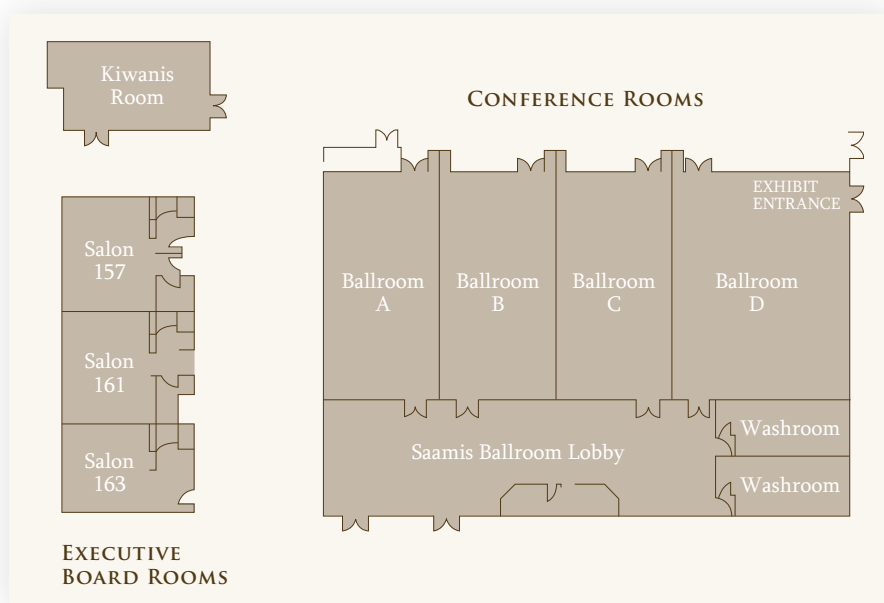 Kiwanis
Room
CONFERENCE ROOMS
EXHIBIT
ENTRANCE
Salon
157
Ballroom
A
Ballroom
B
Ballroom
C
Ballroom
D
Salon
161
Salon
163
Saamis Ballroom Lobby
Washroom
Washroom
EXECUTIVE
BOARD ROOMS